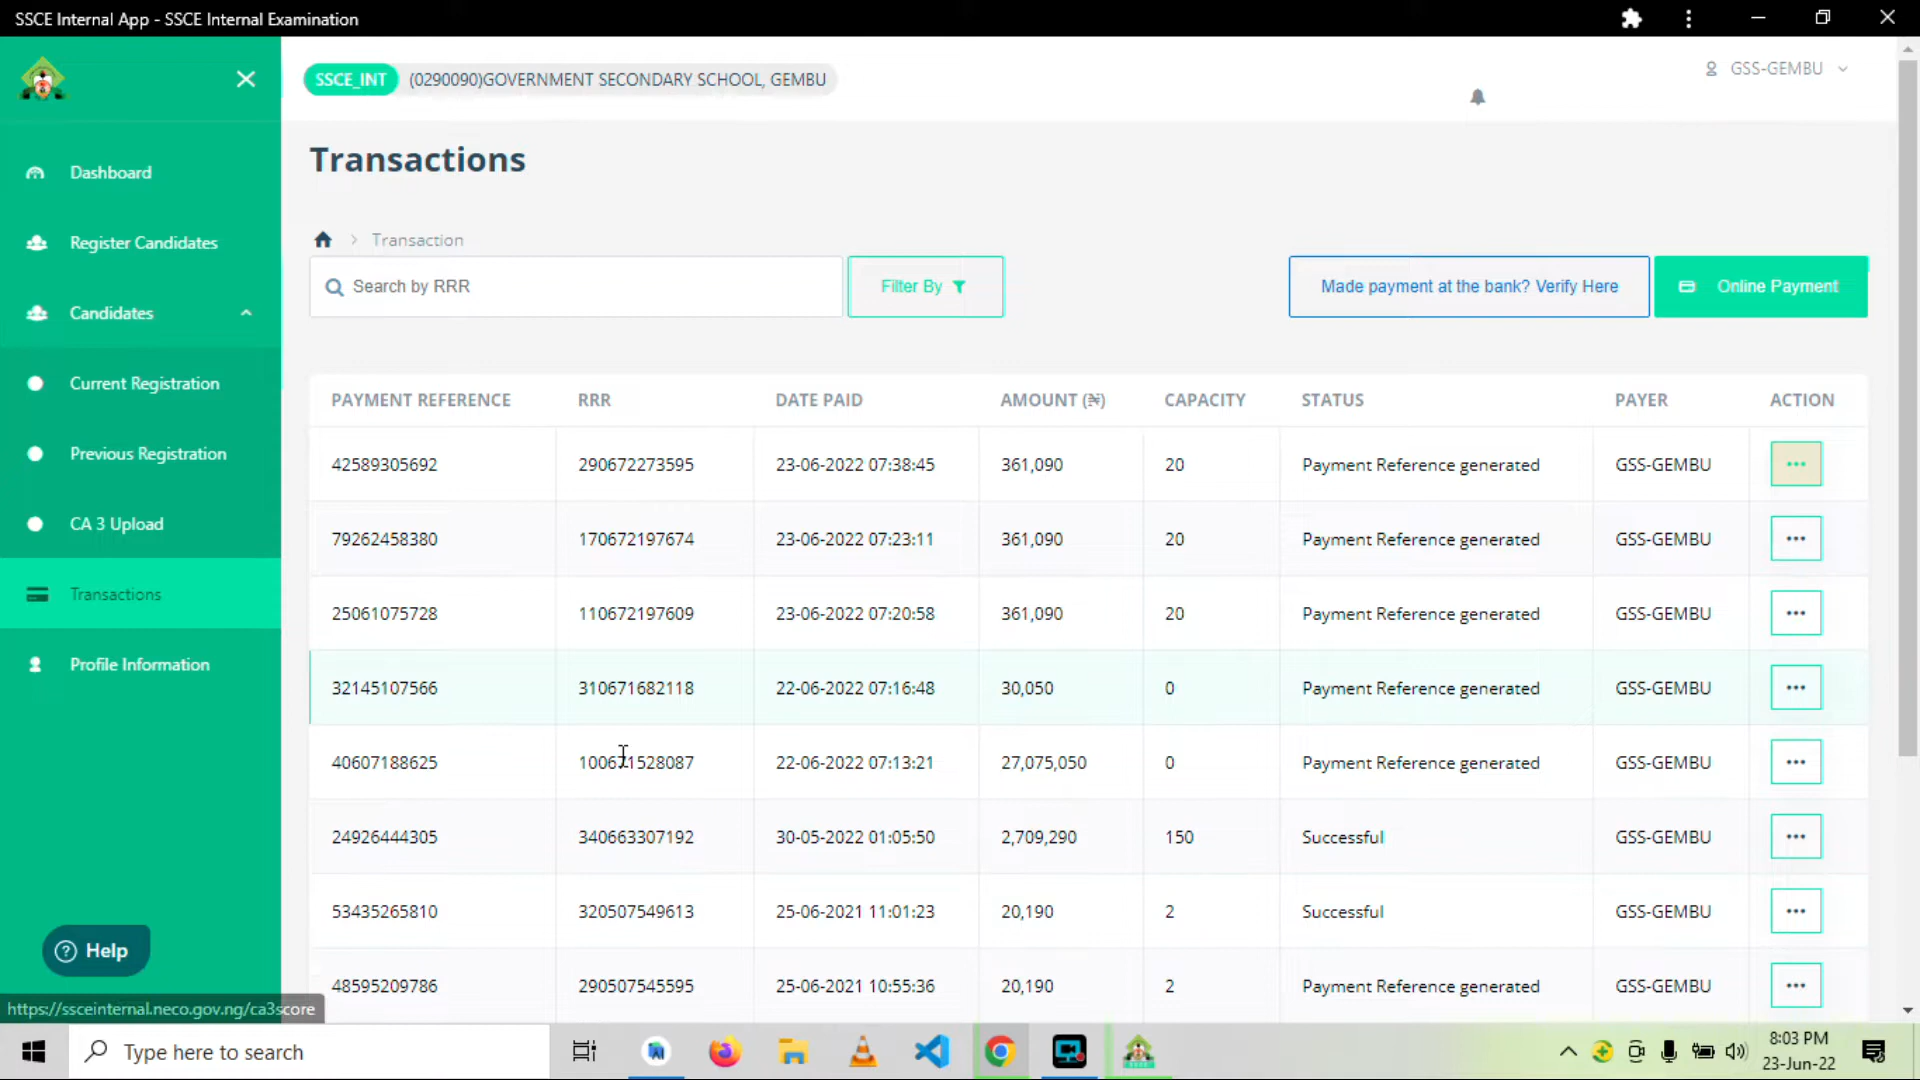 SSCE Internal App - SSCE Internal Examination
SSCE_INT (0290090)GOVERNMENT SECONDARY SCHOOL, GEMBU
GSS-GEMBU
Dashboard
Register Candidates
Candidates
Current Registration
Previous Registration
CA 3 Upload
Transactions
Profile Information
Help
https://ssceinternal.neco.gov.ng/ca3score
Transactions
Transaction
Search by RRR
Filter By
Made payment at the bank? Verify Here
Online Payment
PAYMENT REFERENCE RRR DATE PAID AMOUNT (₦) CAPACITY STATUS PAYER ACTION
42589305692 290672273595 23-06-2022 07:38:45 361,090 20 Payment Reference generated GSS-GEMBU
79262458380 170672197674 23-06-2022 07:23:11 361,090 20 Payment Reference generated GSS-GEMBU
25061075728 110672197609 23-06-2022 07:20:58 361,090 20 Payment Reference generated GSS-GEMBU
32145107566 310671682118 22-06-2022 07:16:48 30,050 0 Payment Reference generated GSS-GEMBU
40607188625 100671528087 22-06-2022 07:13:21 27,075,050 0 Payment Reference generated GSS-GEMBU
24926444305 340663307192 30-05-2022 01:05:50 2,709,290 150 Successful GSS-GEMBU
53435265810 320507549613 25-06-2021 11:01:23 20,190 2 Successful GSS-GEMBU
48595209786 290507545595 25-06-2021 10:55:36 20,190 2 Payment Reference generated GSS-GEMBU
Type here to search
8:03 PM
23-Jun-22